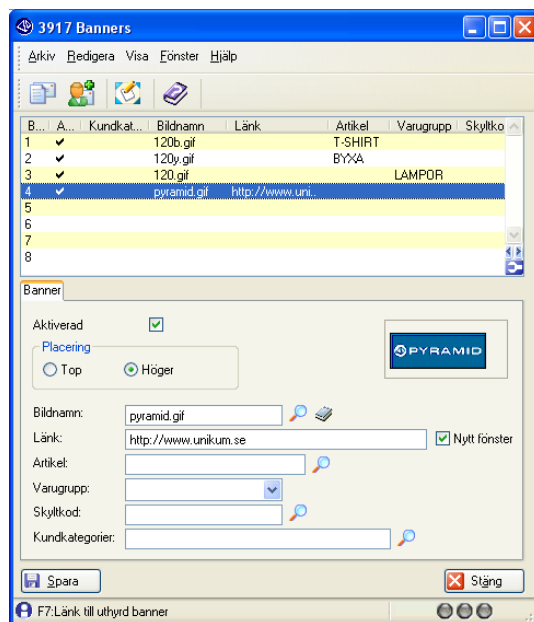 3917 Banners
Arkiv Redigera Visa Fönster Hjälp
B... A... Kundkat... Bildnamn Länk Artikel Varugrupp Skyltko
1 120b.gif T-SHIRT
2 120y.gif BYXA
3 120.gif LAMPOR
4 pyramid.gif http://www.uni..
5
6
7
8
Banner
Aktiverad
Placering
Top Höger
PYRAMID
Bildnamn: pyramid.gif
Länk: http://www.unikum.se Nytt fönster
Artikel:
Varugrupp:
Skyltkod:
Kundkategorier:
Spara Stäng
F7:Länk till uthyrd banner